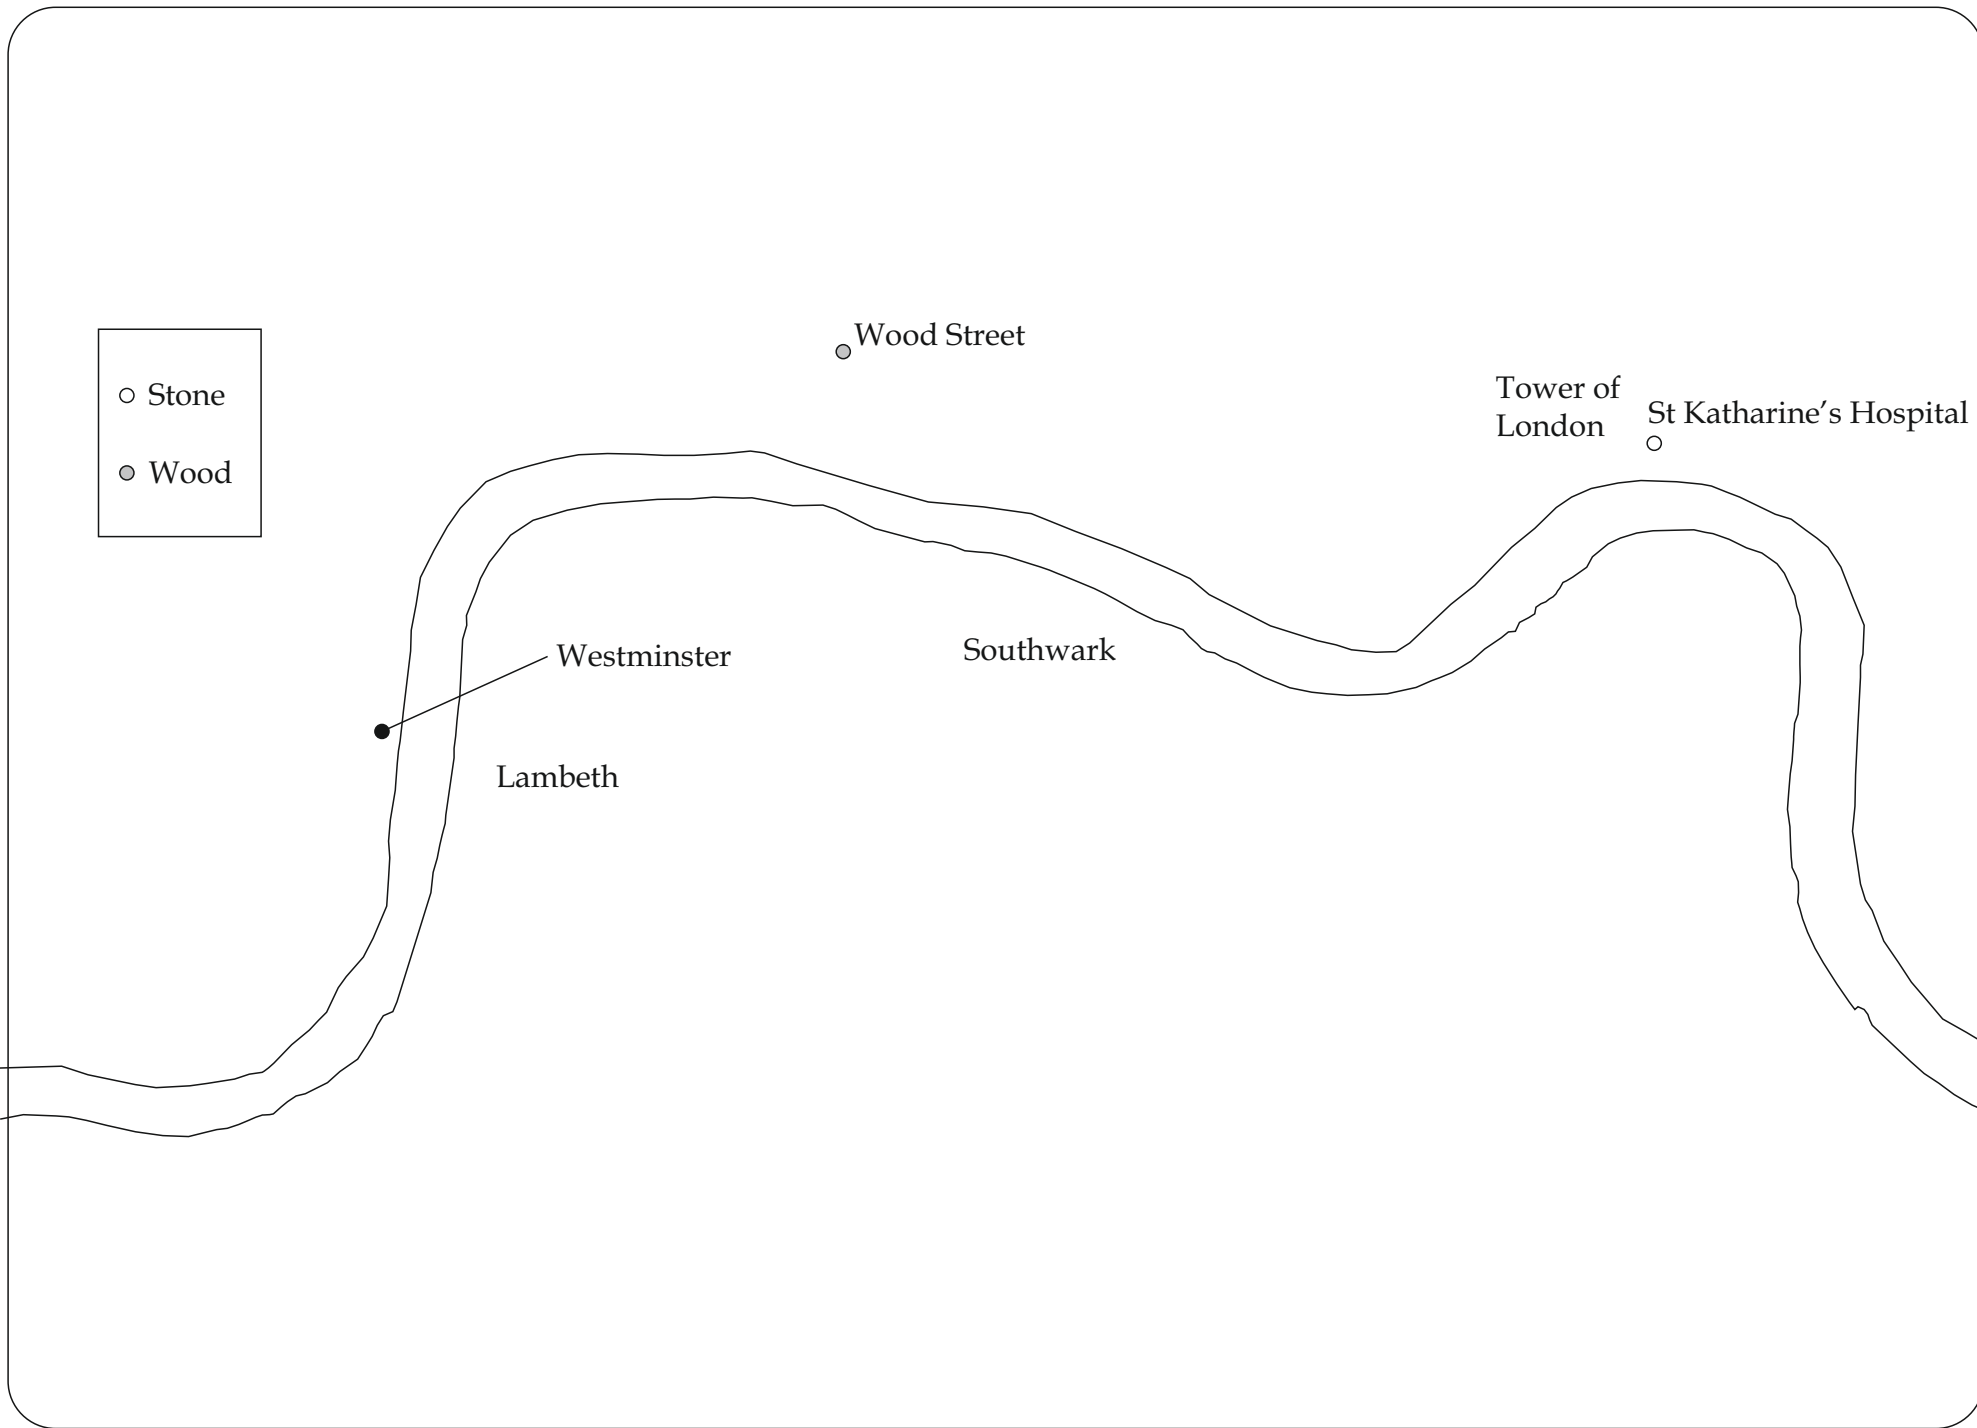 Wood Street
Stone
Wood
Tower of
London
St Katharine’s Hospital
Westminster
Southwark
Lambeth